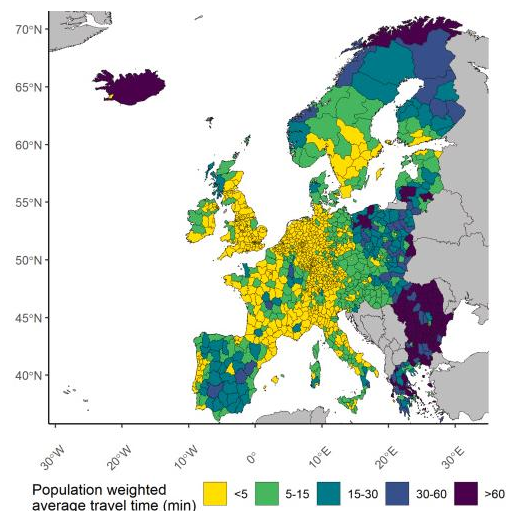 70°N
65°N
60°N
55°N
50°N
45°N
40°N
30°W 20°W 10°W 0° 10°E 20°E 30°E
Population weighted
average travel time (min)
<5 5-15 15-30 30-60 >60